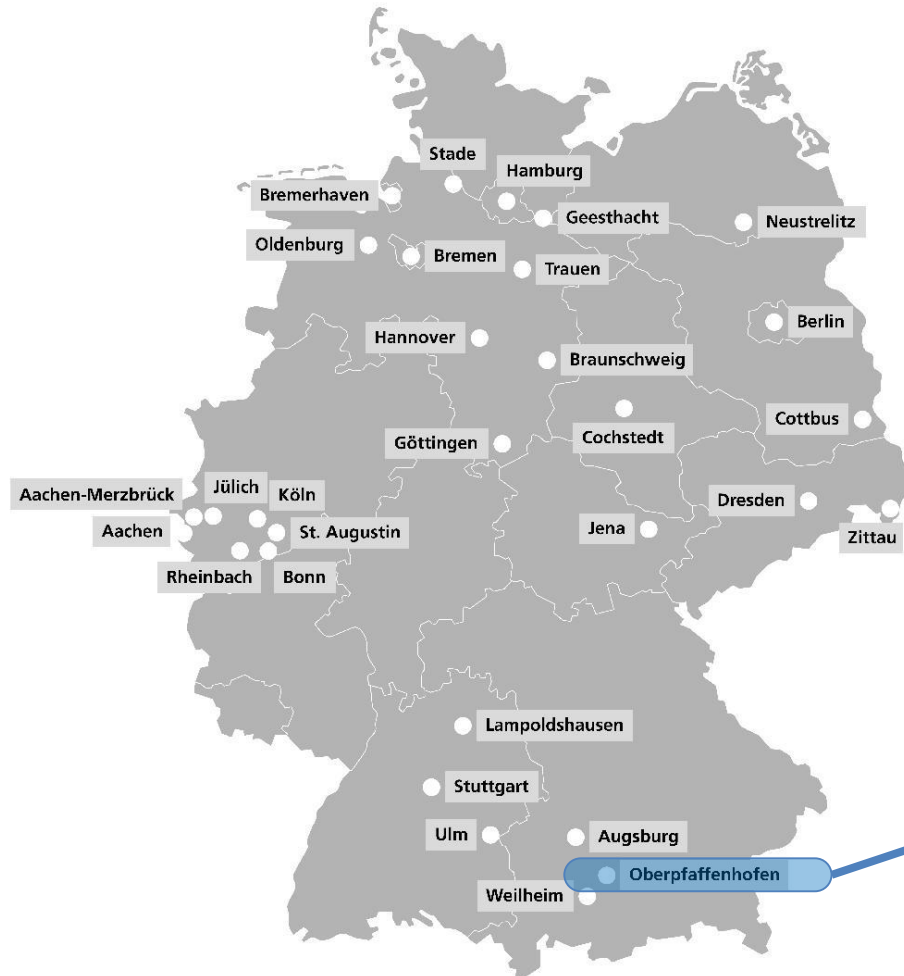 Stade
Hamburg
Bremerhaven
Geesthacht
Neustrelitz
Oldenburg
Bremen
Trauen
Berlin
Hannover
Braunschweig
Cottbus
Göttingen
Cochstedt
Aachen-Merzbrück
Jülich
Köln
Dresden
Aachen
St. Augustin
Jena
Zittau
Rheinbach
Bonn
Lampoldshausen
Stuttgart
Ulm
Augsburg
Oberpfaffenhofen
Weilheim